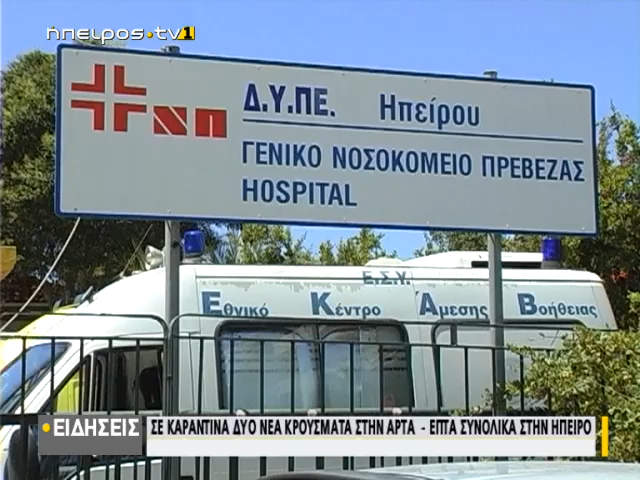 ηπειρος.tv1
Δ.Υ.ΠΕ. Ηπείρου
ΓΕΝΙΚΟ ΝΟΣΟΚΟΜΕΙΟ ΠΡΕΒΕΖΑΣ
HOSPITAL
Ε.Σ.Υ.
Εθνικό Κέντρο Άμεσης Βοήθειας
ΕΙΔΗΣΕΙΣ
ΣΕ ΚΑΡΑΝΤΙΝΑ ΔΥΟ ΝΕΑ ΚΡΟΥΣΜΑΤΑ ΣΤΗΝ ΑΡΤΑ - ΕΠΤΑ ΣΥΝΟΛΙΚΑ ΣΤΗΝ ΗΠΕΙΡΟ